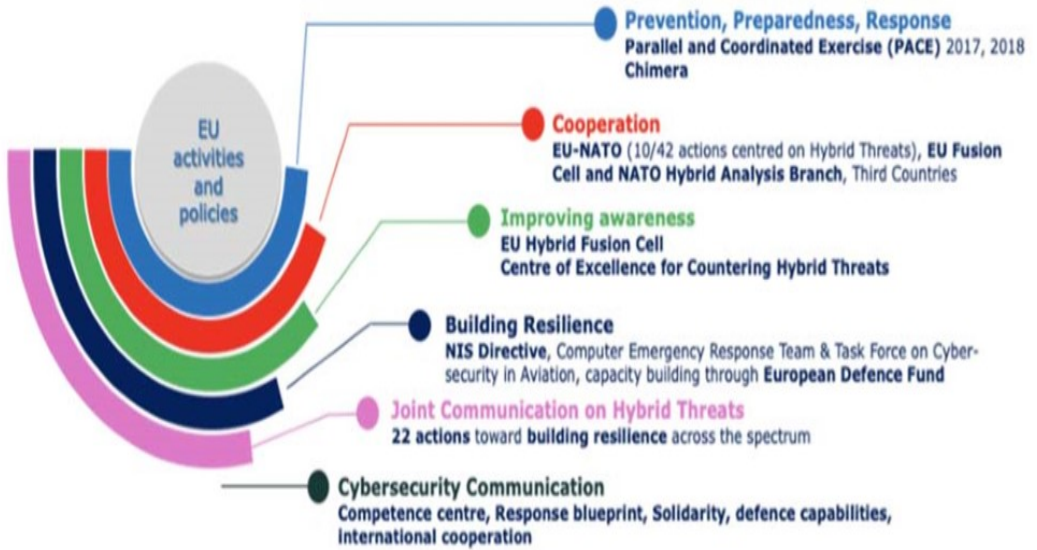 EU
activities
and
policies
Prevention, Preparedness, Response
Parallel and Coordinated Exercise (PACE) 2017, 2018
Chimera
Cooperation
EU-NATO (10/42 actions centred on Hybrid Threats), EU Fusion
Cell and NATO Hybrid Analysis Branch, Third Countries
Improving awareness
EU Hybrid Fusion Cell
Centre of Excellence for Countering Hybrid Threats
Building Resilience
NIS Directive, Computer Emergency Response Team & Task Force on Cyber-
security in Aviation, capacity building through European Defence Fund
Joint Communication on Hybrid Threats
22 actions toward building resilience across the spectrum
Cybersecurity Communication
Competence centre, Response blueprint, Solidarity, defence capabilities,
international cooperation